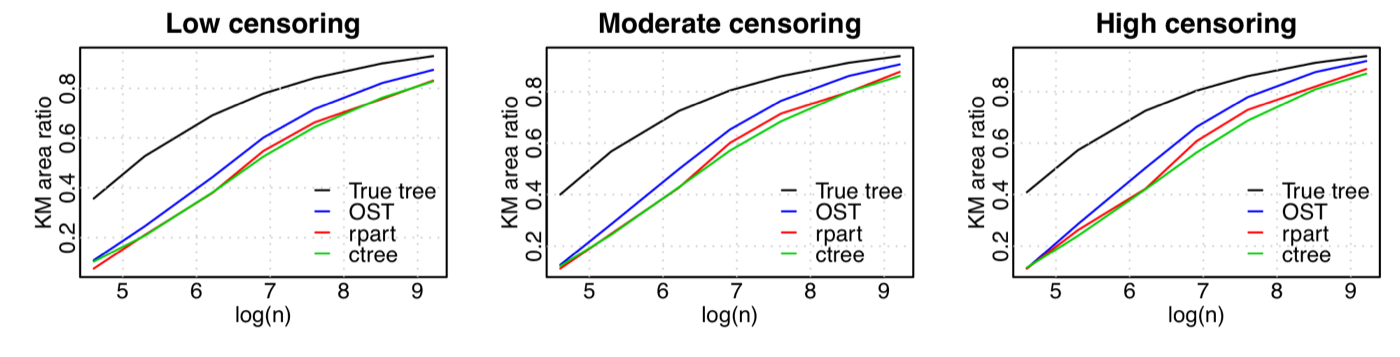 Low censoring
KM area ratio
0.2 0.4 0.6 0.8
True tree
OST
rpart
ctree
5 6 7 8 9
log(n)
Moderate censoring
KM area ratio
0.2 0.4 0.6 0.8
True tree
OST
rpart
ctree
5 6 7 8 9
log(n)
High censoring
KM area ratio
0.2 0.4 0.6 0.8
True tree
OST
rpart
ctree
5 6 7 8 9
log(n)